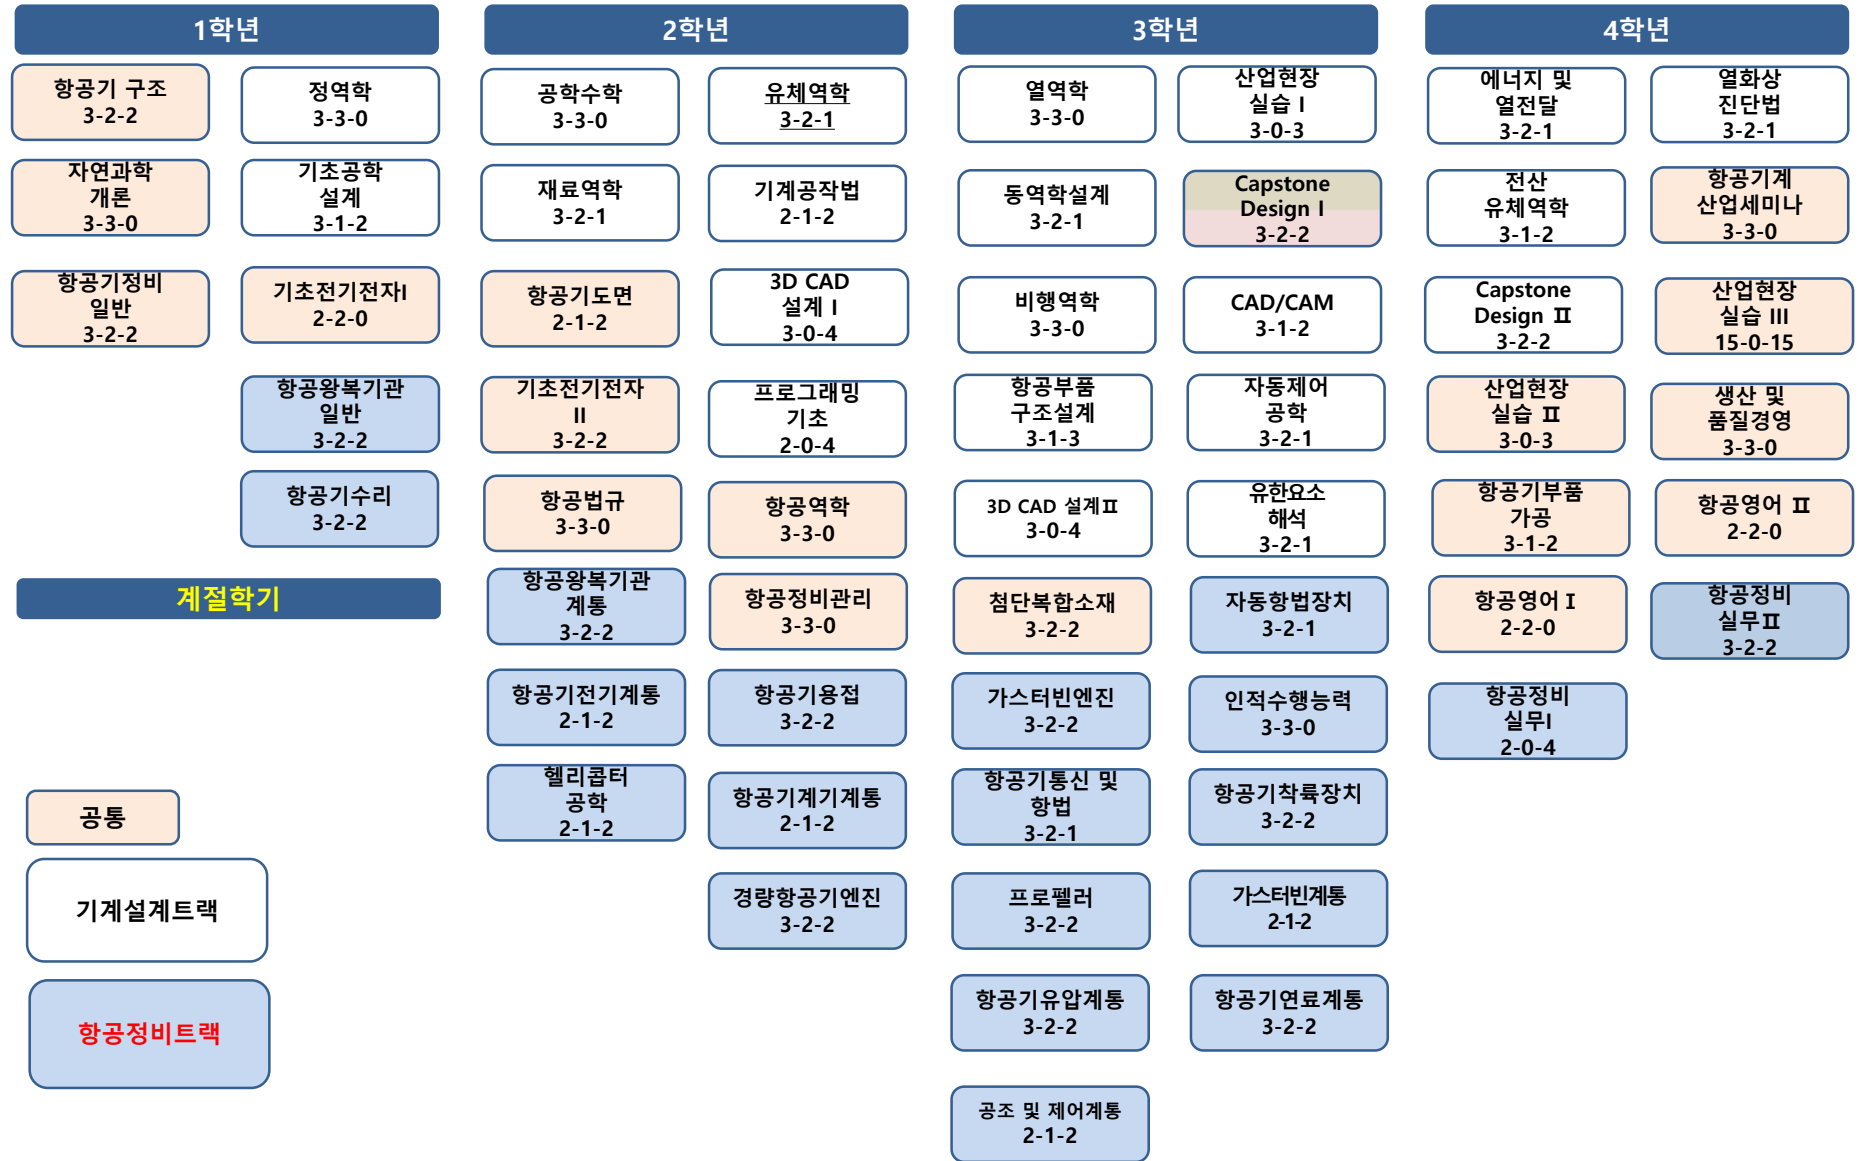 1학년
항공기 구조
3-2-2
정역학
3-3-0
자연과학
개론
3-3-0
기초공학
설계
3-1-2
항공기정비
일반
3-2-2
기초전기전자I
2-2-0
항공왕복기관
일반
3-2-2
항공기수리
3-2-2
계절학기
공통
기계설계트랙
항공정비트랙
2학년
공학수학
3-3-0
유체역학
3-2-1
재료역학
3-2-1
기계공작법
2-1-2
항공기도면
2-1-2
3D CAD
설계 I
3-0-4
기초전기전자
II
3-2-2
프로그래밍
기초
2-0-4
항공법규
3-3-0
항공역학
3-3-0
항공왕복기관
계통
3-2-2
항공정비관리
3-3-0
항공기전기계통
2-1-2
항공기용접
3-2-2
헬리콥터
공학
2-1-2
항공기계기계통
2-1-2
경량항공기엔진
3-2-2
3학년
열역학
3-3-0
산업현장
실습 I
3-0-3
동역학설계
3-2-1
Capstone
Design I
3-2-2
비행역학
3-3-0
CAD/CAM
3-1-2
항공부품
구조설계
3-1-3
자동제어
공학
3-2-1
3D CAD 설계Ⅱ
3-0-4
유한요소
해석
3-2-1
첨단복합소재
3-2-2
자동항법장치
3-2-1
가스터빈엔진
3-2-2
인적수행능력
3-3-0
항공기통신 및
항법
3-2-1
항공기착륙장치
3-2-2
프로펠러
3-2-2
가스터빈계통
2-1-2
항공기유압계통
3-2-2
항공기연료계통
3-2-2
공조 및 제어계통
2-1-2
4학년
에너지 및
열전달
3-2-1
열화상
진단법
3-2-1
전산
유체역학
3-1-2
항공기계
산업세미나
3-3-0
Capstone
Design Ⅱ
3-2-2
산업현장
실습 III
15-0-15
산업현장
실습 Ⅱ
3-0-3
생산 및
품질경영
3-3-0
항공기부품
가공
3-1-2
항공영어 Ⅱ
2-2-0
항공영어 I
2-2-0
항공정비
실무Ⅱ
3-2-2
항공정비
실무I
2-0-4